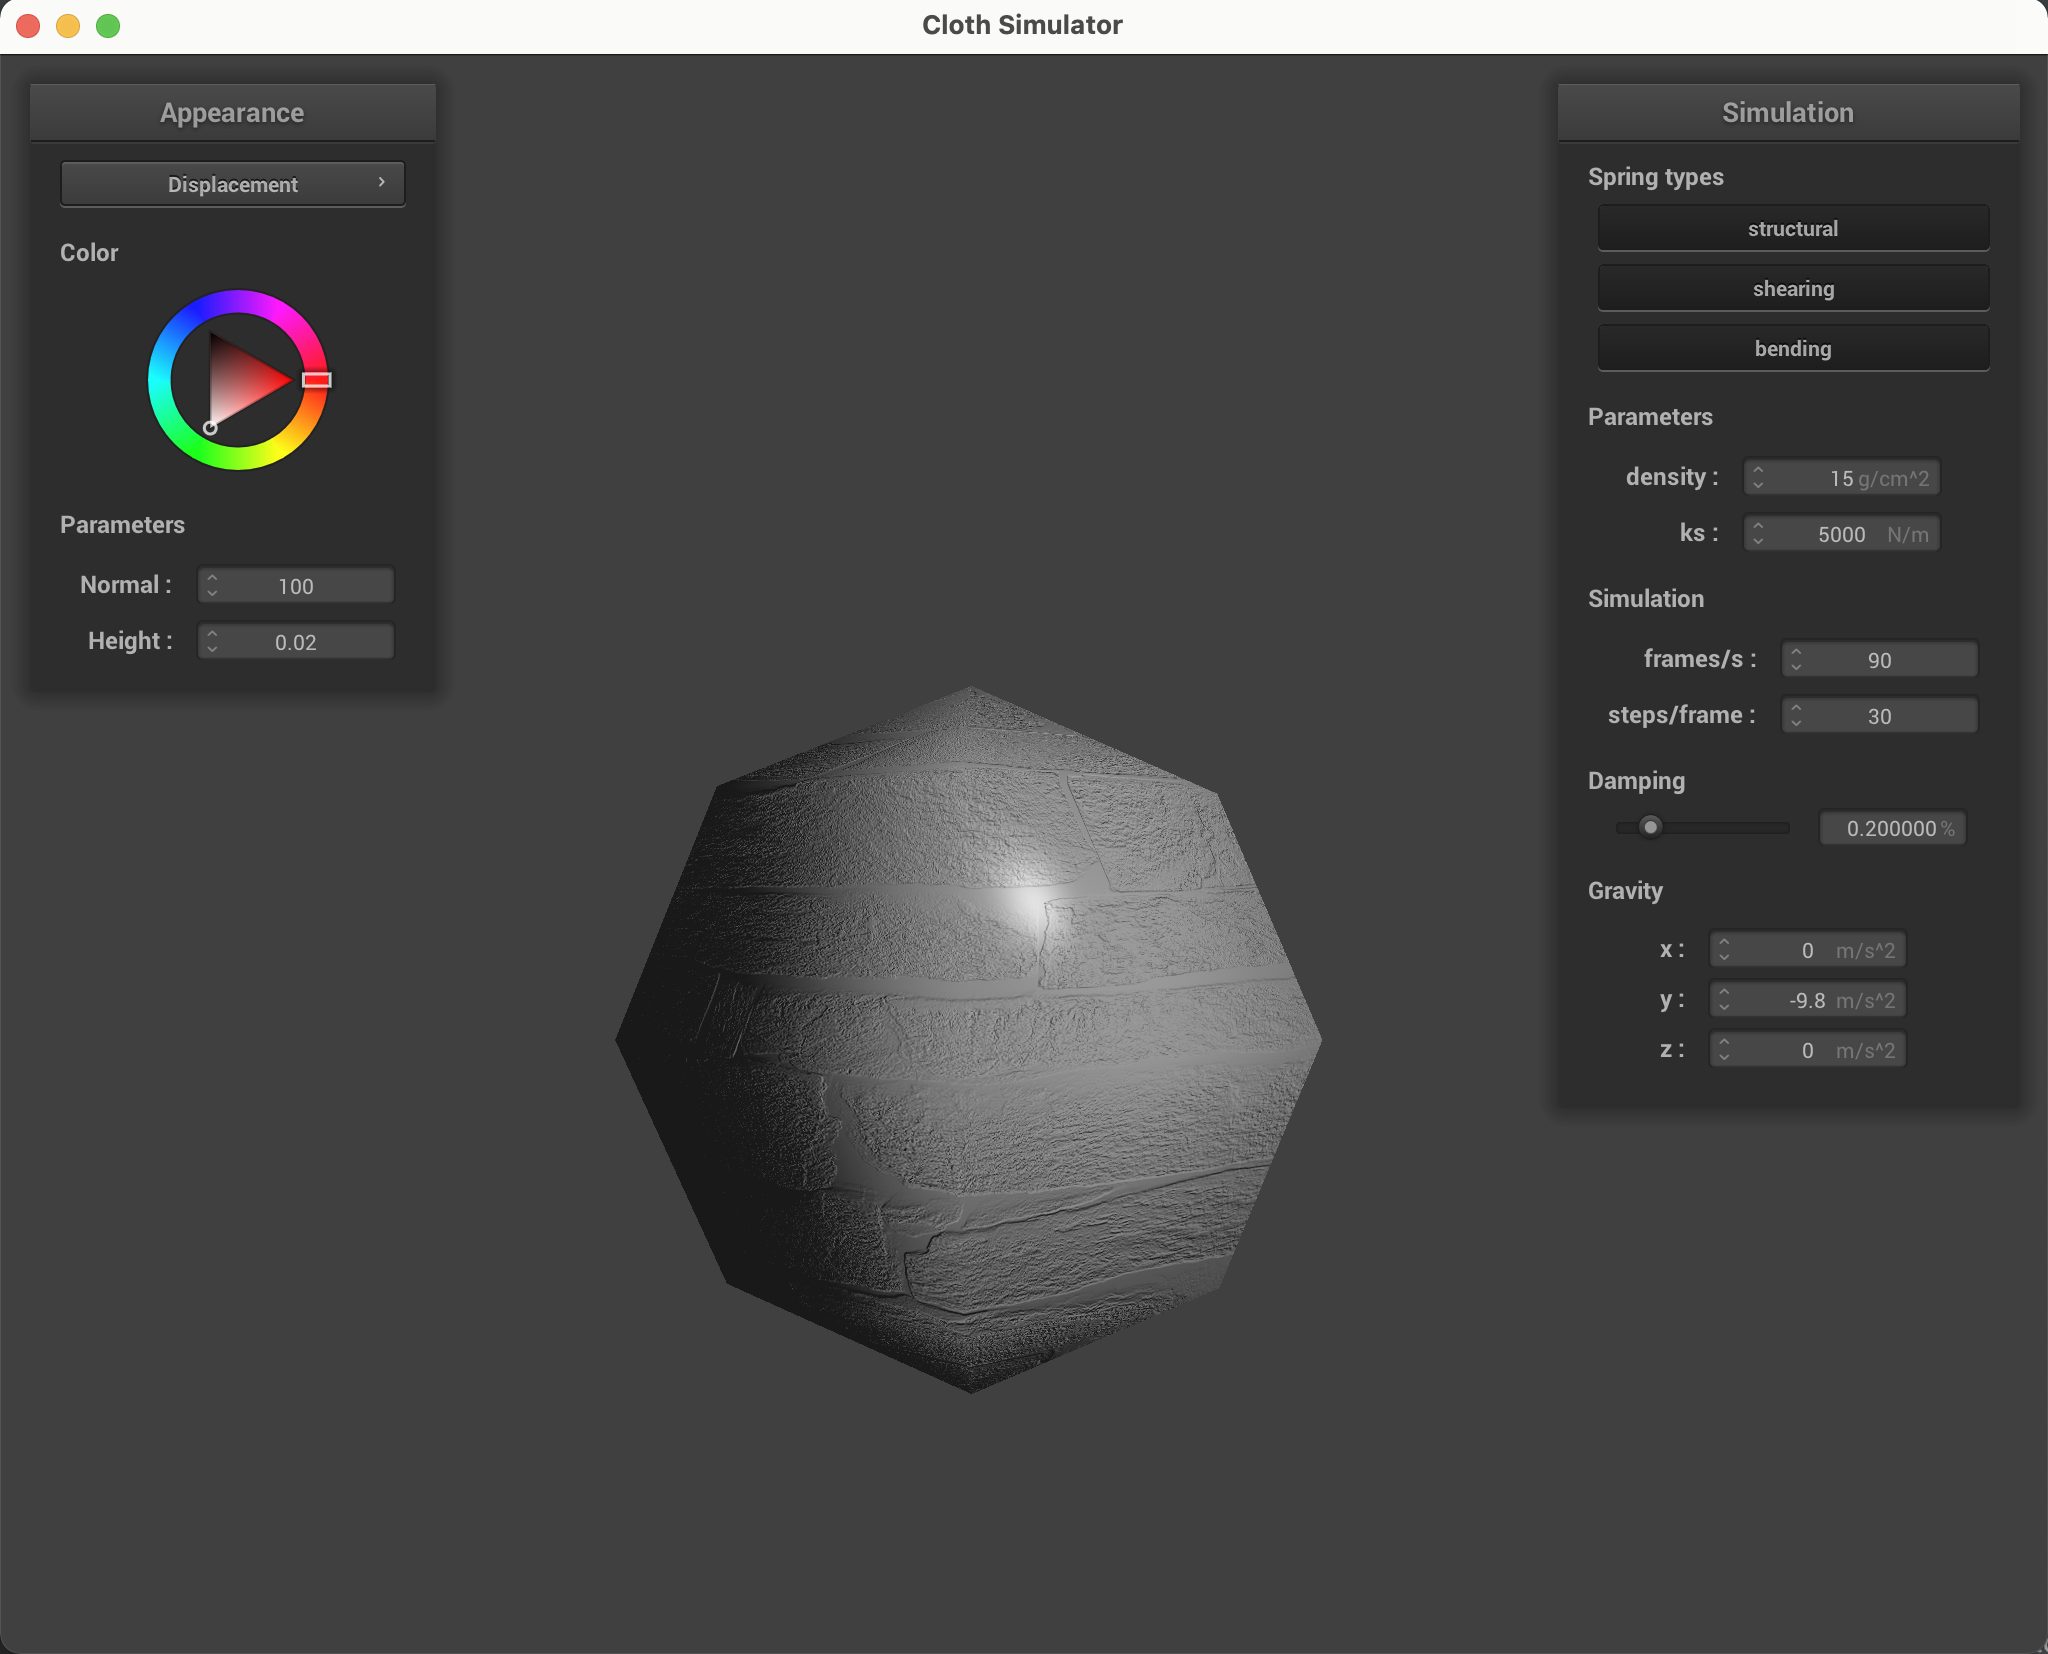 Cloth Simulator
Appearance
Displacement
Color
Parameters
Normal : 100
Height : 0.02
Simulation
Spring types
structural
shearing
bending
Parameters
density : 15 g/cm^2
ks : 5000 N/m
Simulation
frames/s : 90
steps/frame : 30
Damping
0.200000 %
Gravity
x : 0 m/s^2
y : -9.8 m/s^2
z : 0 m/s^2